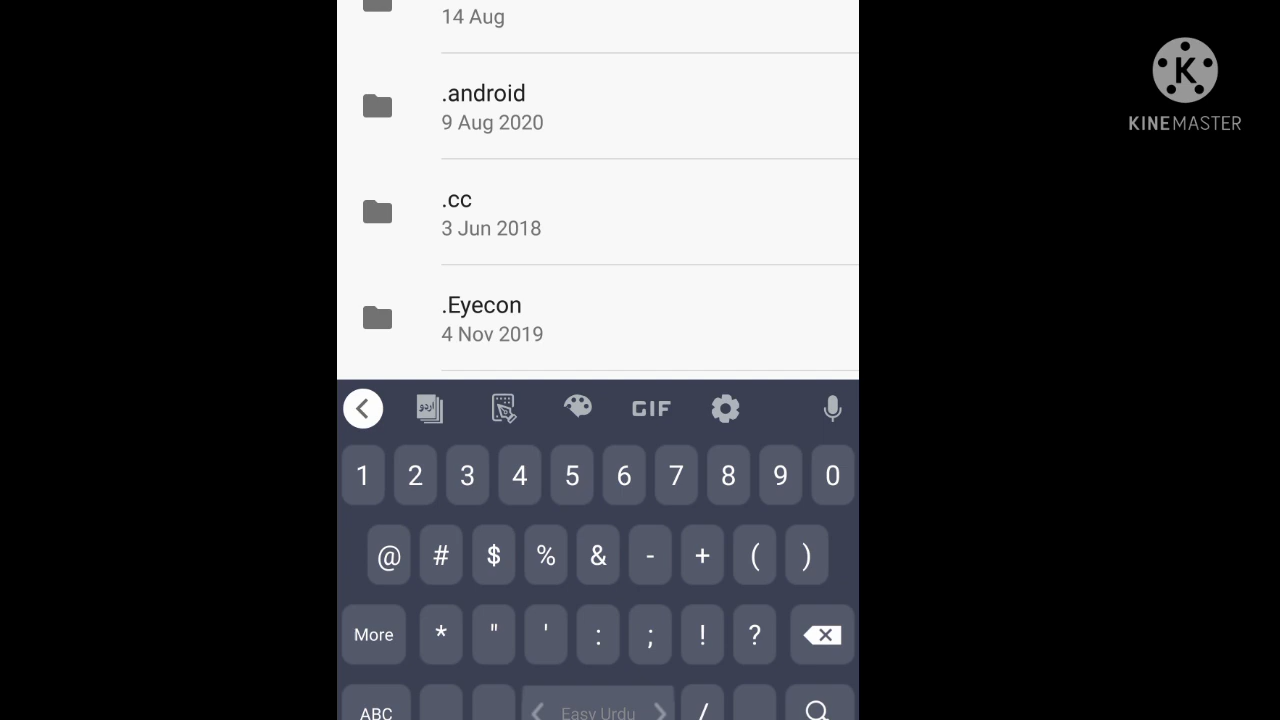 14 Aug
.android
9 Aug 2020
.cc
3 Jun 2018
.Eyecon
4 Nov 2019
K
KINEMASTER
اردو
GIF
1 2 3 4 5 6 7 8 9 0
@ # $ % & - + ( )
More * " ' : ; ! ?
ABC Easy Urdu /